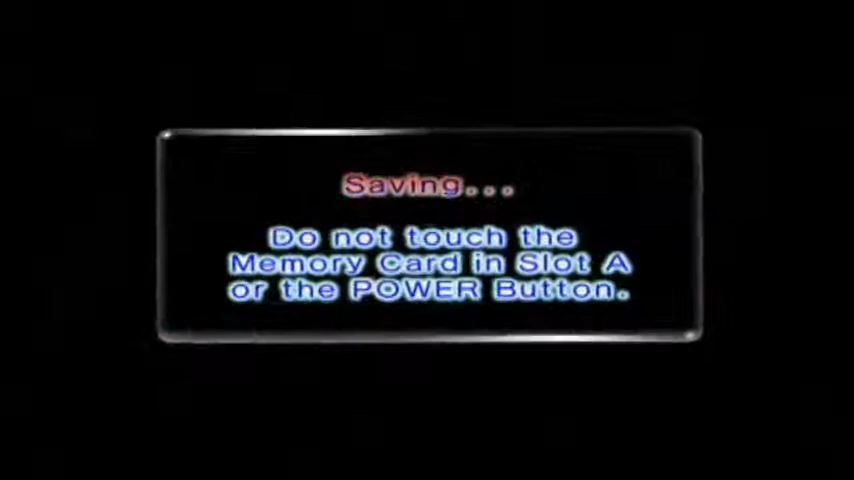 Saving...
Do not touch the
Memory Card in Slot A
or the POWER Button.